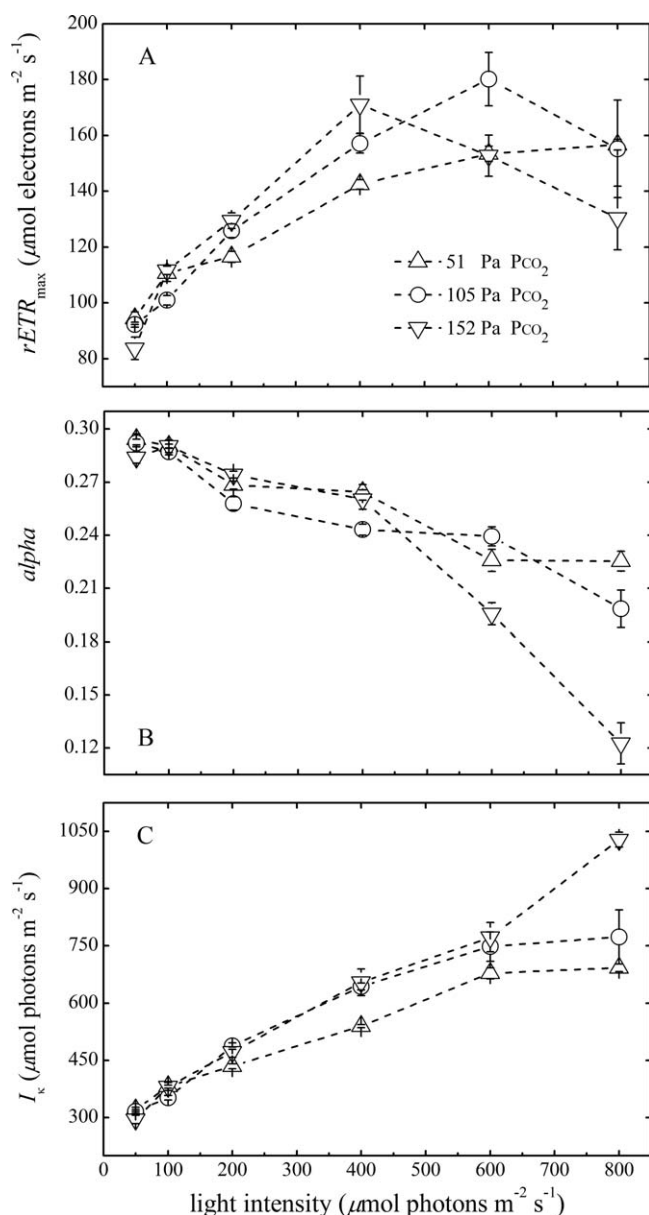 200
180
160
140
120
100
80
rETRmax (μmol electrons m-2 s-1)
A
51 Pa PCO2
105 Pa PCO2
152 Pa PCO2
0.30
0.27
0.24
0.21
0.18
0.15
0.12
alpha
B
1050
900
750
600
450
300
Iκ (μmol photons m-2 s-1)
C
0 100 200 300 400 500 600 700 800
light intensity (μmol photons m-2 s-1)